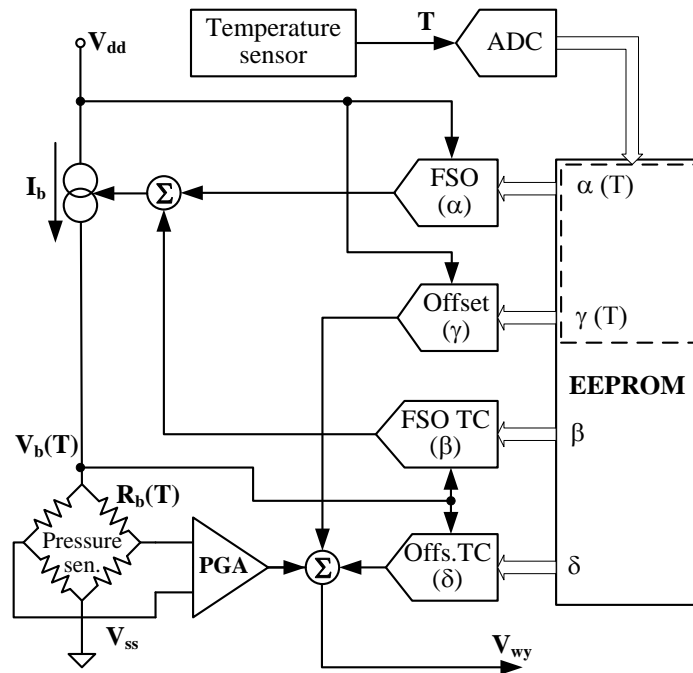 Temperature
sensor
T
ADC
V_dd
I_b
Σ
FSO
(α)
α (T)
Offset
(γ)
γ (T)
EEPROM
FSO TC
(β)
β
V_b(T)
R_b(T)
Pressure
sen.
PGA
Σ
Offs.TC
(δ)
δ
V_ss
V_wy